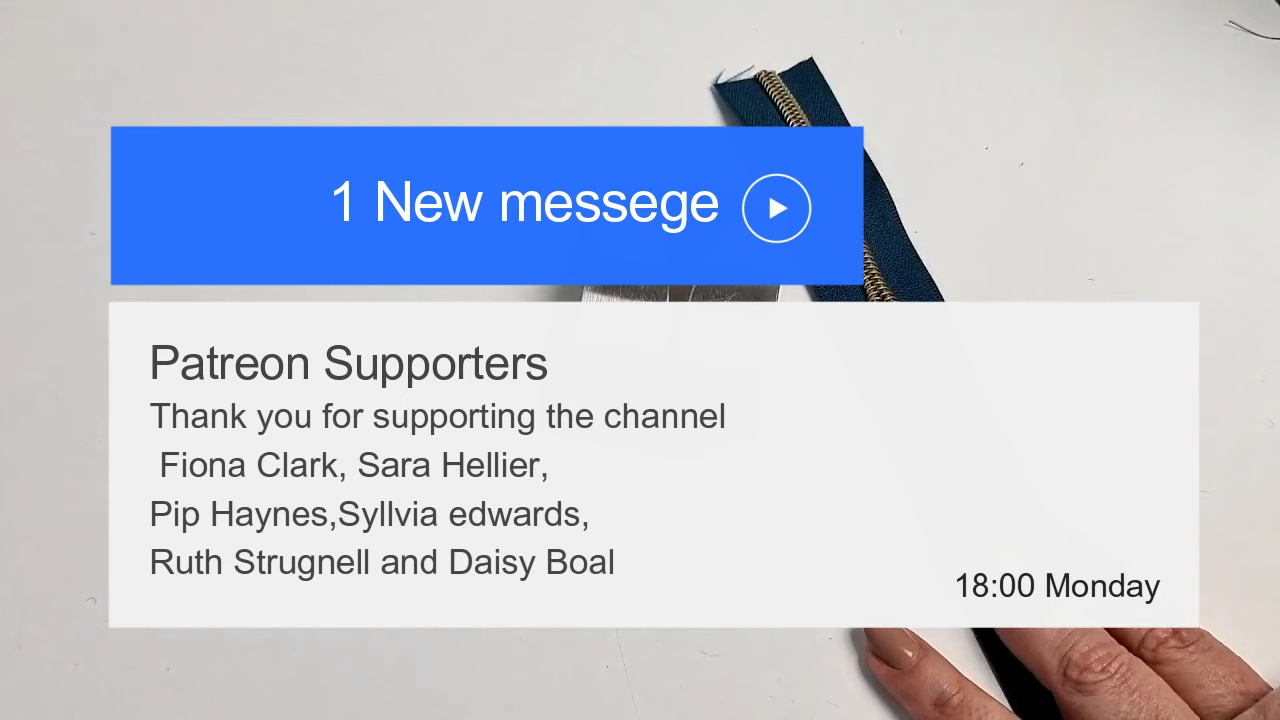 1 New messege
Patreon Supporters
Thank you for supporting the channel
Fiona Clark, Sara Hellier,
Pip Haynes,Syllvia edwards,
Ruth Strugnell and Daisy Boal
18:00 Monday